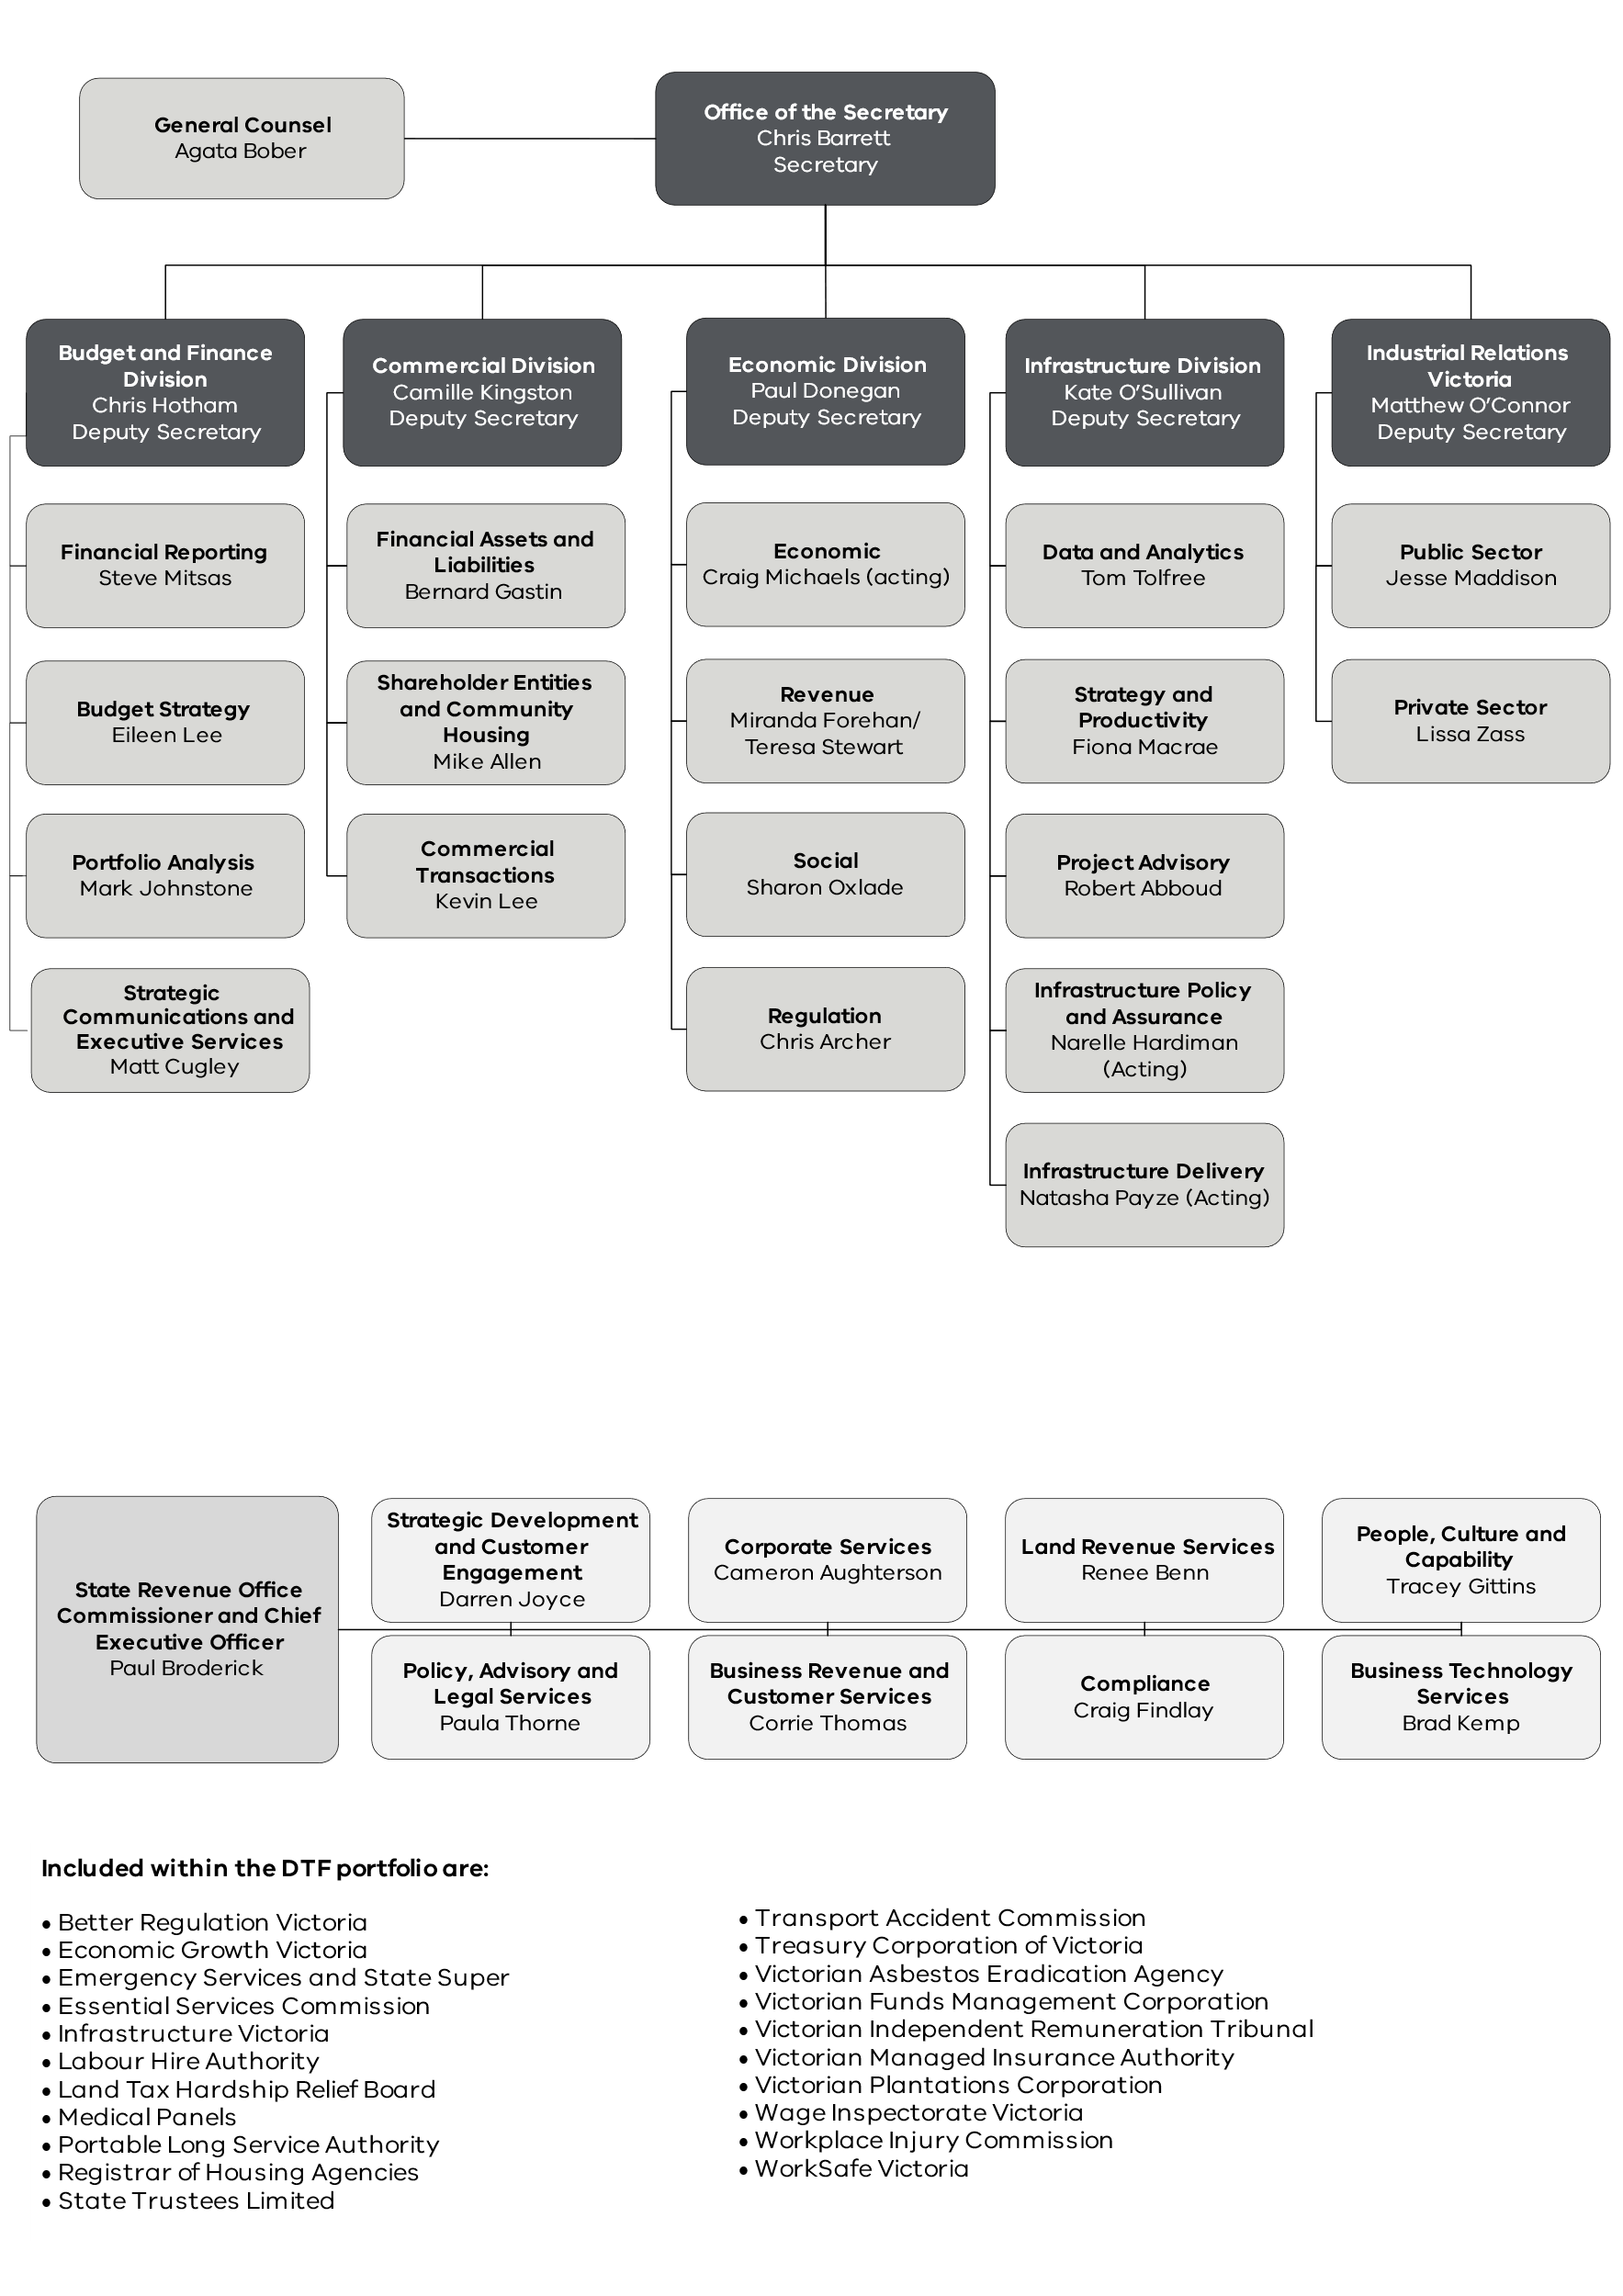 General Counsel
Agata Bober
Office of the Secretary
Chris Barrett
Secretary
Budget and Finance
Division
Chris Hotham
Deputy Secretary
Financial Reporting
Steve Mitsas
Budget Strategy
Eileen Lee
Portfolio Analysis
Mark Johnstone
Strategic
Communications and
Executive Services
Matt Cugley
Commercial Division
Camille Kingston
Deputy Secretary
Financial Assets and
Liabilities
Bernard Gastin
Shareholder Entities
and Community
Housing
Mike Allen
Commercial
Transactions
Kevin Lee
Economic Division
Paul Donegan
Deputy Secretary
Economic
Craig Michaels (acting)
Revenue
Miranda Forehan/
Teresa Stewart
Social
Sharon Oxlade
Regulation
Chris Archer
Infrastructure Division
Kate O’Sullivan
Deputy Secretary
Data and Analytics
Tom Tolfree
Strategy and
Productivity
Fiona Macrae
Project Advisory
Robert Abboud
Infrastructure Policy
and Assurance
Narelle Hardiman
(Acting)
Infrastructure Delivery
Natasha Payze (Acting)
Industrial Relations
Victoria
Matthew O’Connor
Deputy Secretary
Public Sector
Jesse Maddison
Private Sector
Lissa Zass
State Revenue Office
Commissioner and Chief
Executive Officer
Paul Broderick
Strategic Development
and Customer
Engagement
Darren Joyce
Corporate Services
Cameron Aughterson
Land Revenue Services
Renee Benn
People, Culture and
Capability
Tracey Gittins
Policy, Advisory and
Legal Services
Paula Thorne
Business Revenue and
Customer Services
Corrie Thomas
Compliance
Craig Findlay
Business Technology
Services
Brad Kemp
Included within the DTF portfolio are:
• Better Regulation Victoria
• Economic Growth Victoria
• Emergency Services and State Super
• Essential Services Commission
• Infrastructure Victoria
• Labour Hire Authority
• Land Tax Hardship Relief Board
• Medical Panels
• Portable Long Service Authority
• Registrar of Housing Agencies
• State Trustees Limited
• Transport Accident Commission
• Treasury Corporation of Victoria
• Victorian Asbestos Eradication Agency
• Victorian Funds Management Corporation
• Victorian Independent Remuneration Tribunal
• Victorian Managed Insurance Authority
• Victorian Plantations Corporation
• Wage Inspectorate Victoria
• Workplace Injury Commission
• WorkSafe Victoria